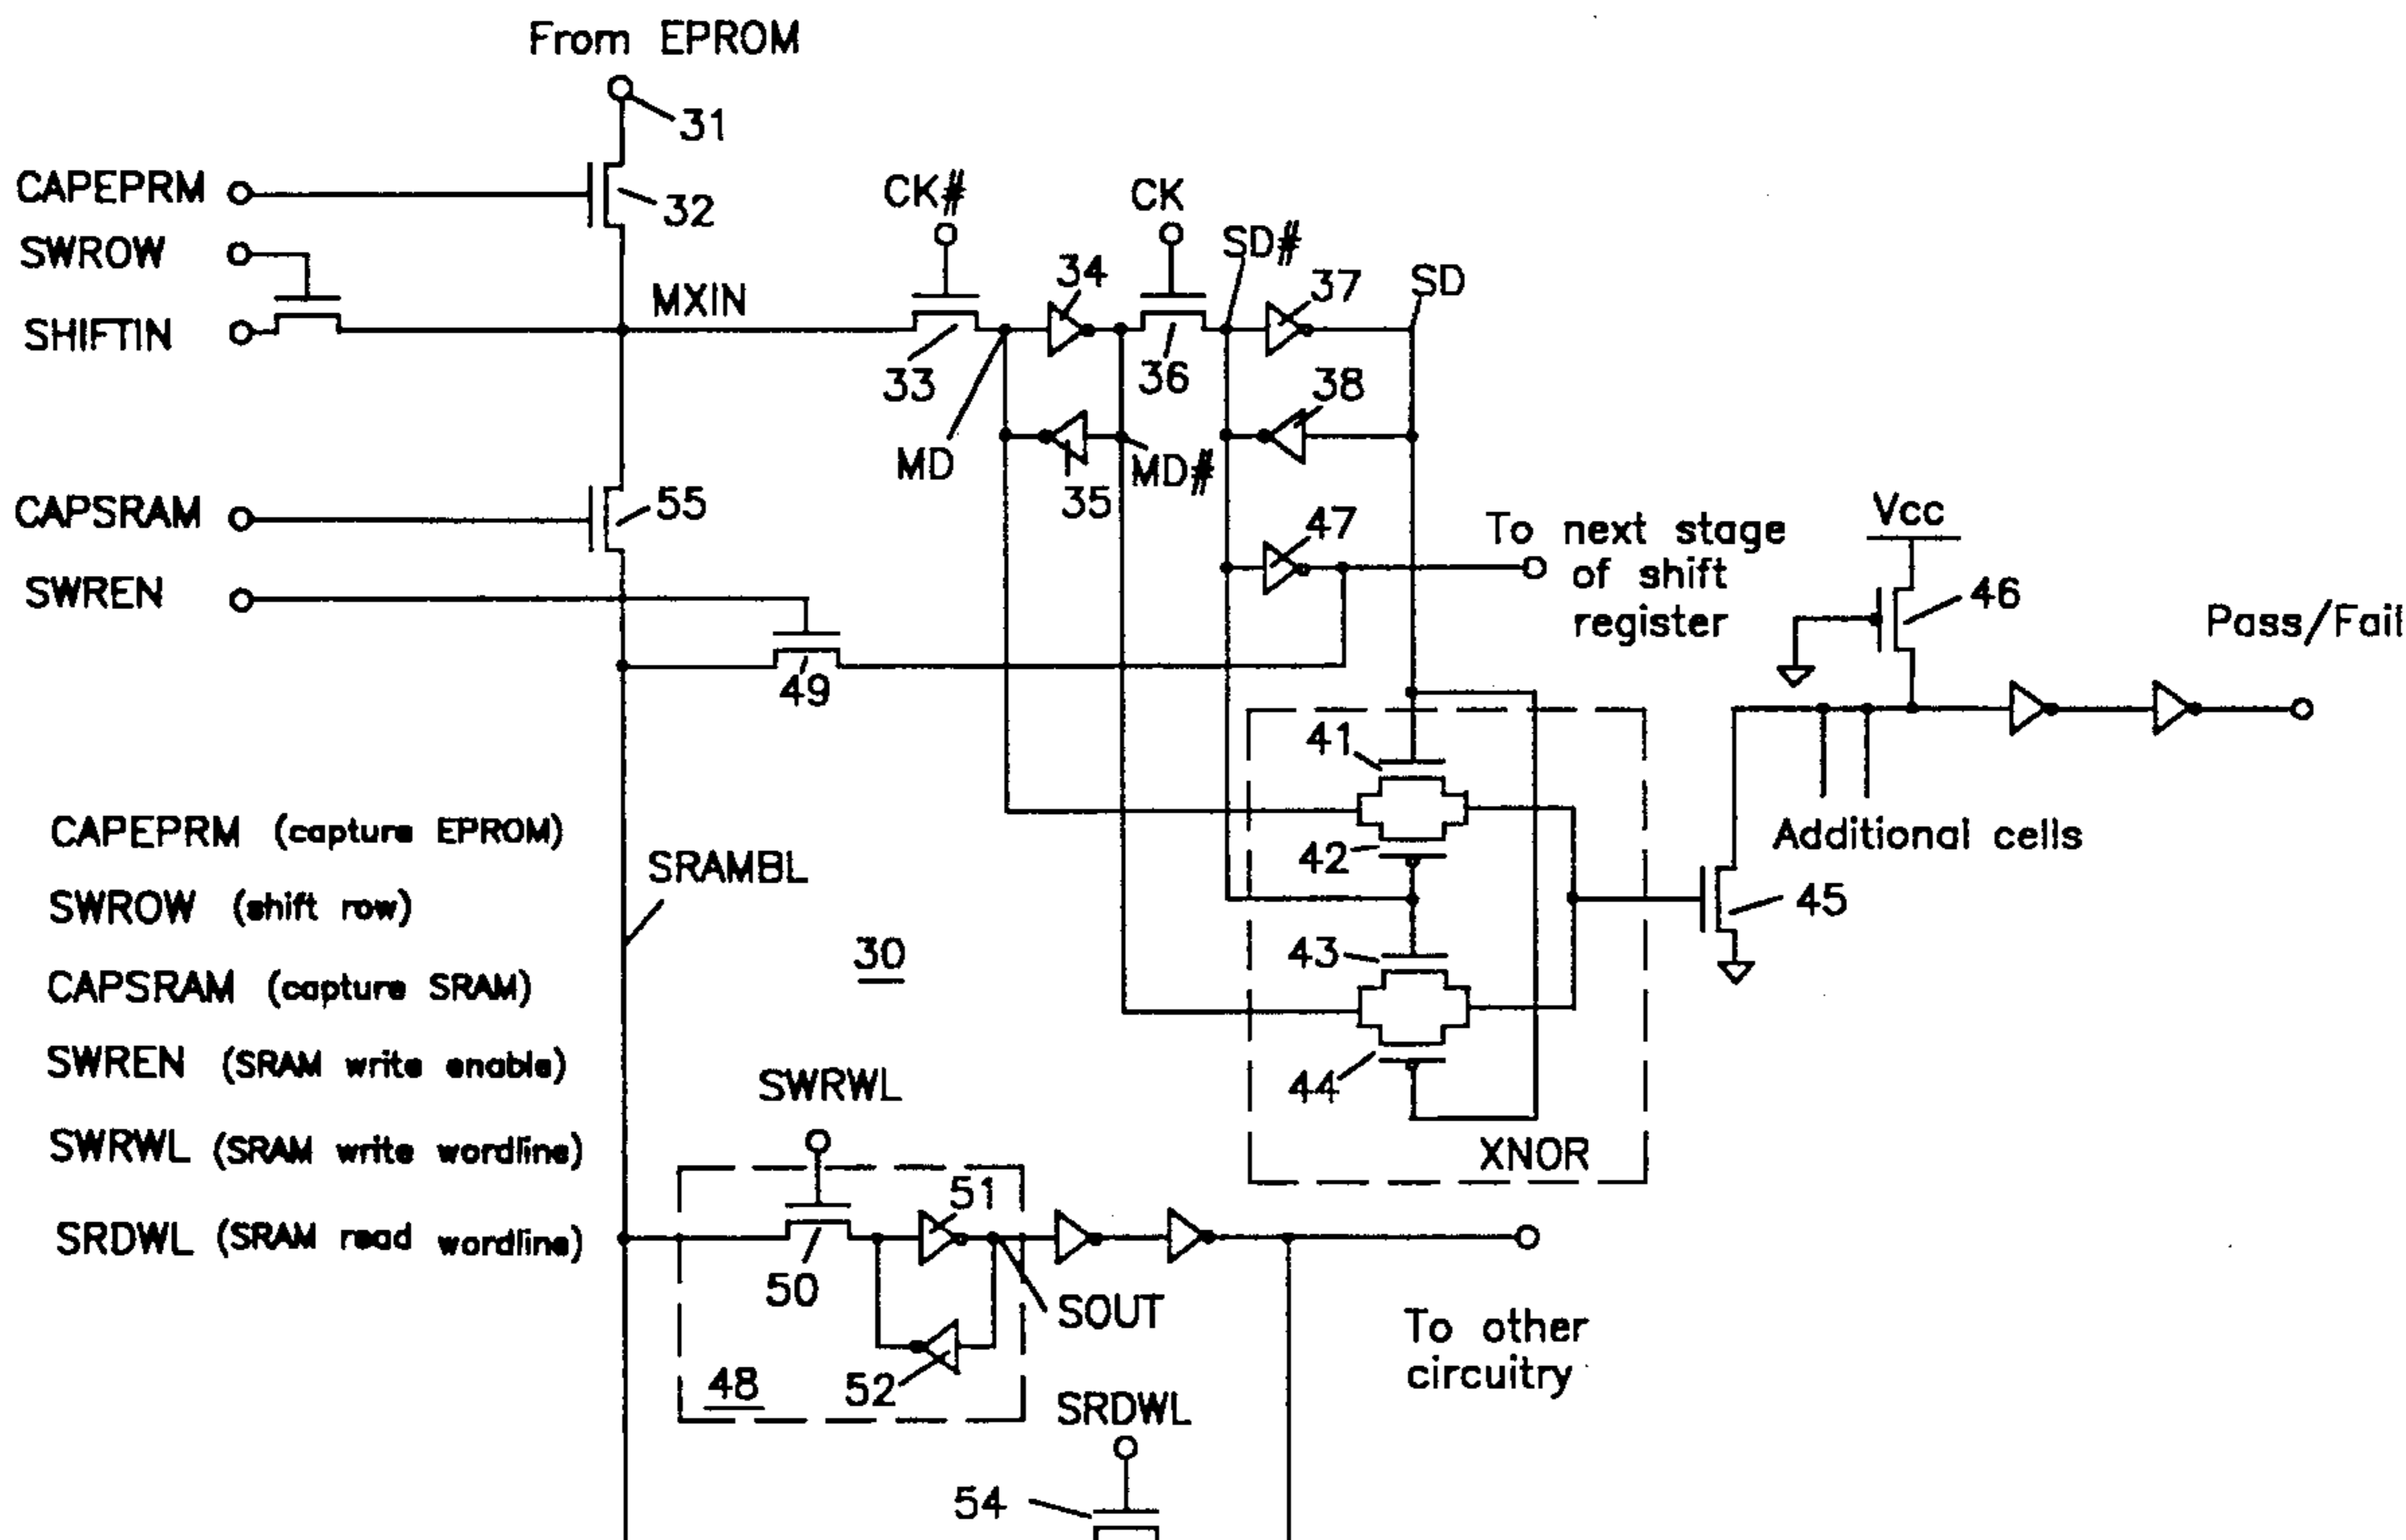 From EPROM
31
CAPEPRM
32
SWROW
SHIFTIN
MXIN
CK#
CK
SD#
SD
34
37
33
36
38
MD
MD#
35
CAPSRAM
55
47
To next stage
of shift
register
Vcc
46
Pass/Fail
SWREN
49
41
42
43
44
XNOR
Additional cells
45
SRAMBL
30
CAPEPRM (capture EPROM)
SWROW (shift row)
CAPSRAM (capture SRAM)
SWREN (SRAM write enable)
SWRWL (SRAM write wordline)
SRDWL (SRAM read wordline)
SWRWL
51
50
SOUT
52
48
To other
circuitry
SRDWL
54